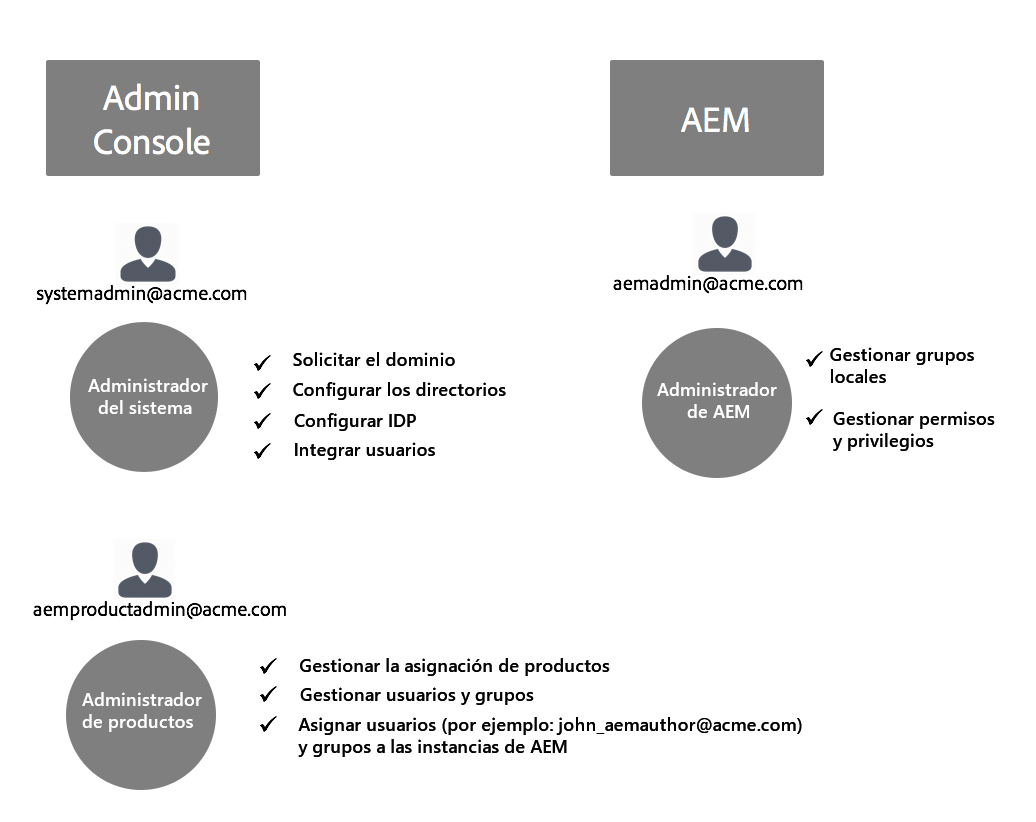 Admin
Console
AEM
systemadmin@acme.com
Administrador
del sistema
Solicitar el dominio
Configurar los directorios
Configurar IDP
Integrar usuarios
aemadmin@acme.com
Administrador
de AEM
Gestionar grupos
locales
Gestionar permisos
y privilegios
aemproductadmin@acme.com
Administrador
de productos
Gestionar la asignación de productos
Gestionar usuarios y grupos
Asignar usuarios (por ejemplo: john_aemauthor@acme.com)
y grupos a las instancias de AEM